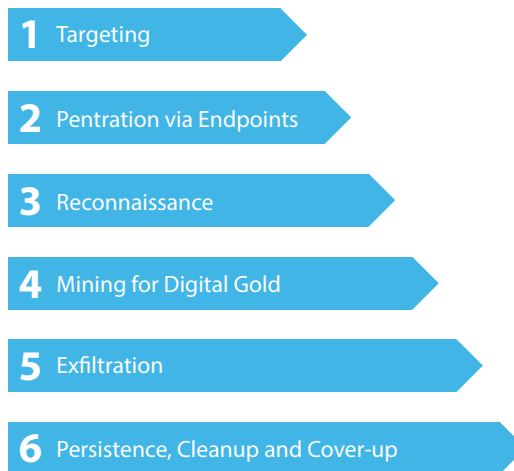 1 Targeting
2 Pentration via Endpoints
3 Reconnaissance
4 Mining for Digital Gold
5 Exfiltration
6 Persistence, Cleanup and Cover-up